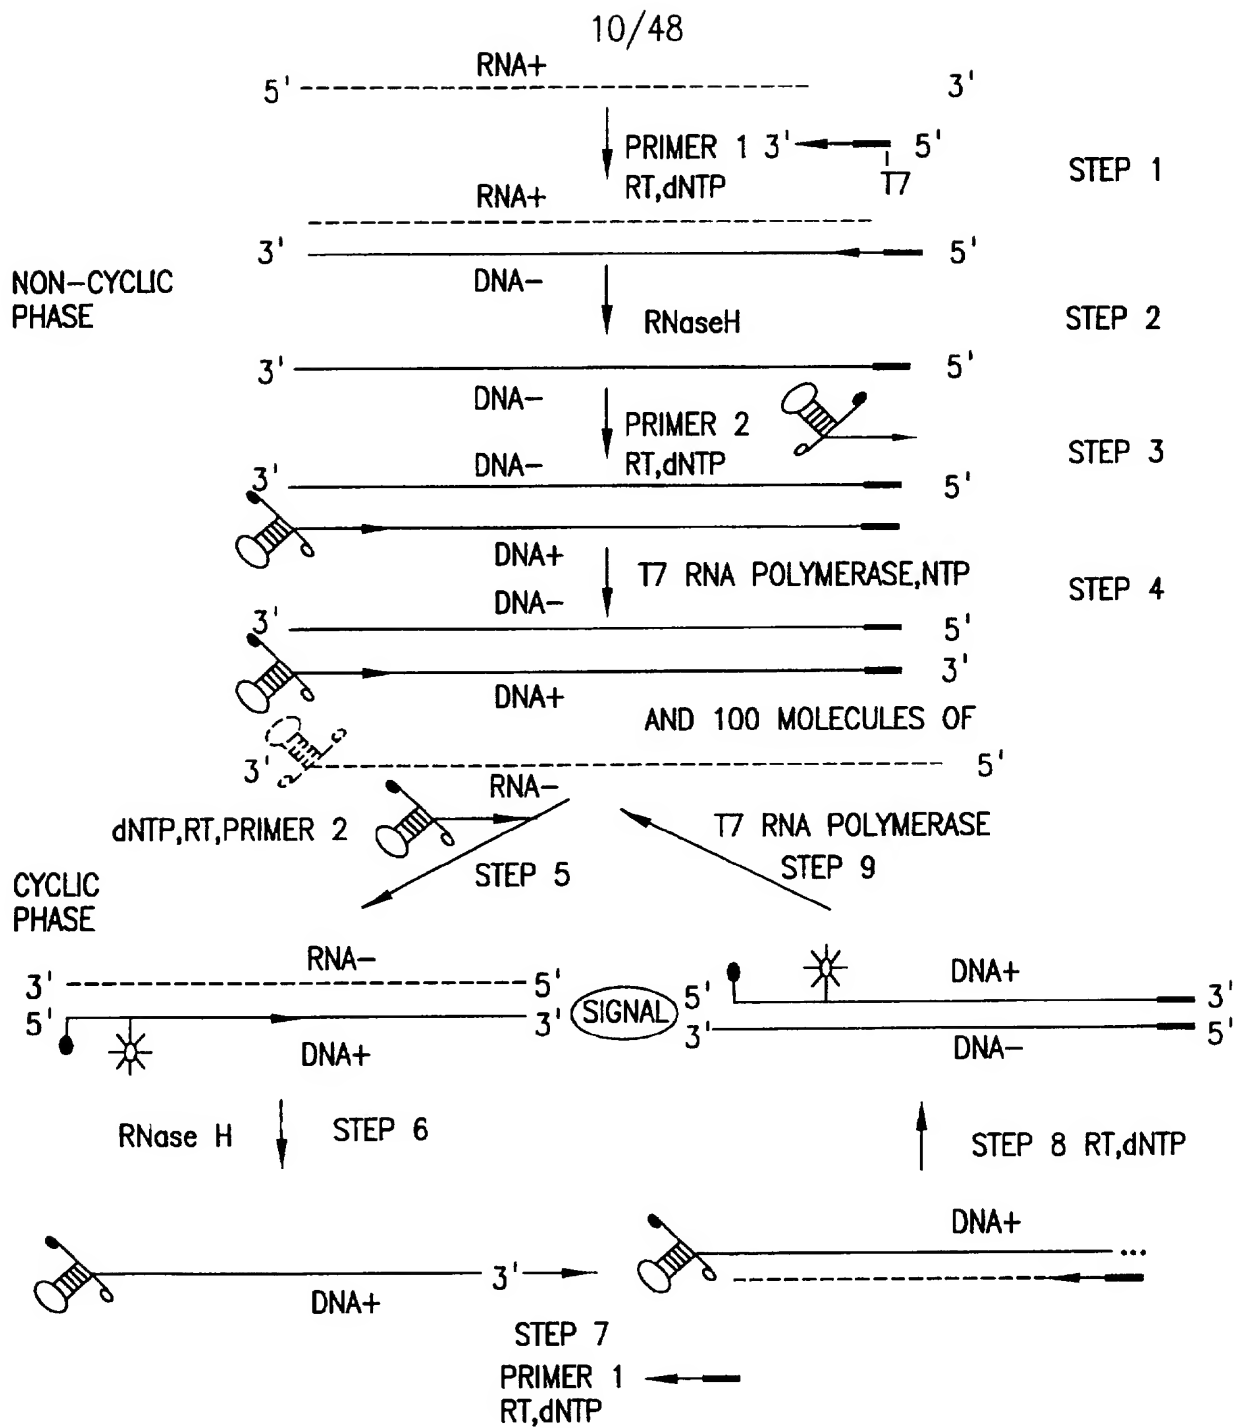 10/48
RNA+
5' 3'
PRIMER 1 3' 5'
RT,dNTP T7
STEP 1
RNA+
3' 5'
DNA-
NON-CYCLIC
PHASE
RNaseH
STEP 2
3' 5'
DNA-
PRIMER 2
RT,dNTP
STEP 3
DNA-
3' 5'
DNA+
T7 RNA POLYMERASE,NTP
STEP 4
DNA-
3' 5'
3'
DNA+
AND 100 MOLECULES OF
3' 5'
RNA-
dNTP,RT,PRIMER 2
STEP 5
T7 RNA POLYMERASE
STEP 9
CYCLIC
PHASE
RNA-
3' 5'
5' 3'
DNA+
SIGNAL
DNA+
5' 3'
3' 5'
DNA-
RNase H
STEP 6
STEP 8 RT,dNTP
3'
DNA+
DNA+
...
STEP 7
PRIMER 1
RT,dNTP